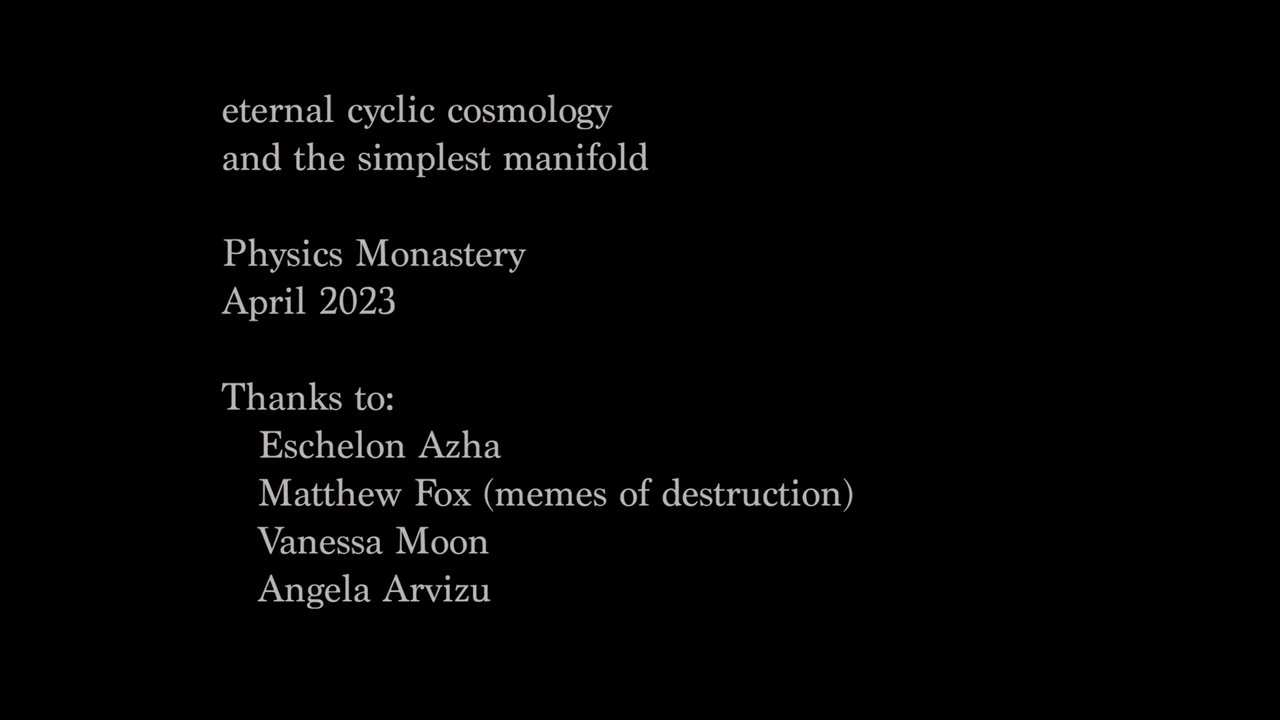 eternal cyclic cosmology
and the simplest manifold
Physics Monastery
April 2023
Thanks to:
Eschelon Azha
Matthew Fox (memes of destruction)
Vanessa Moon
Angela Arvizu